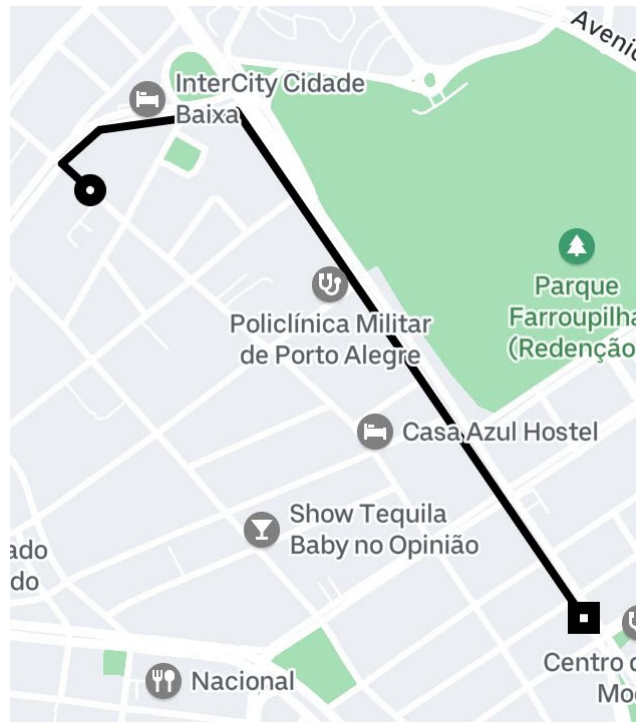 Avenid
InterCity Cidade
Baixa
Parque
Farroupilha
(Redenção
Policlínica Militar
de Porto Alegre
Casa Azul Hostel
Show Tequila
Baby no Opinião
ado
do
Centro d
Moc
Nacional